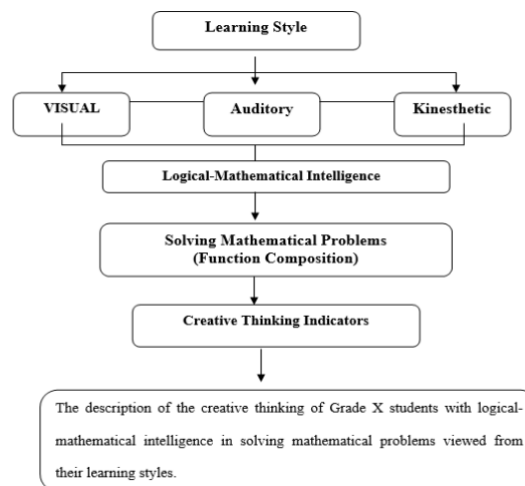 Learning Style
VISUAL
Auditory
Kinesthetic
Logical-Mathematical Intelligence
Solving Mathematical Problems
(Function Composition)
Creative Thinking Indicators
The description of the creative thinking of Grade X students with logical-
mathematical intelligence in solving mathematical problems viewed from
their learning styles.